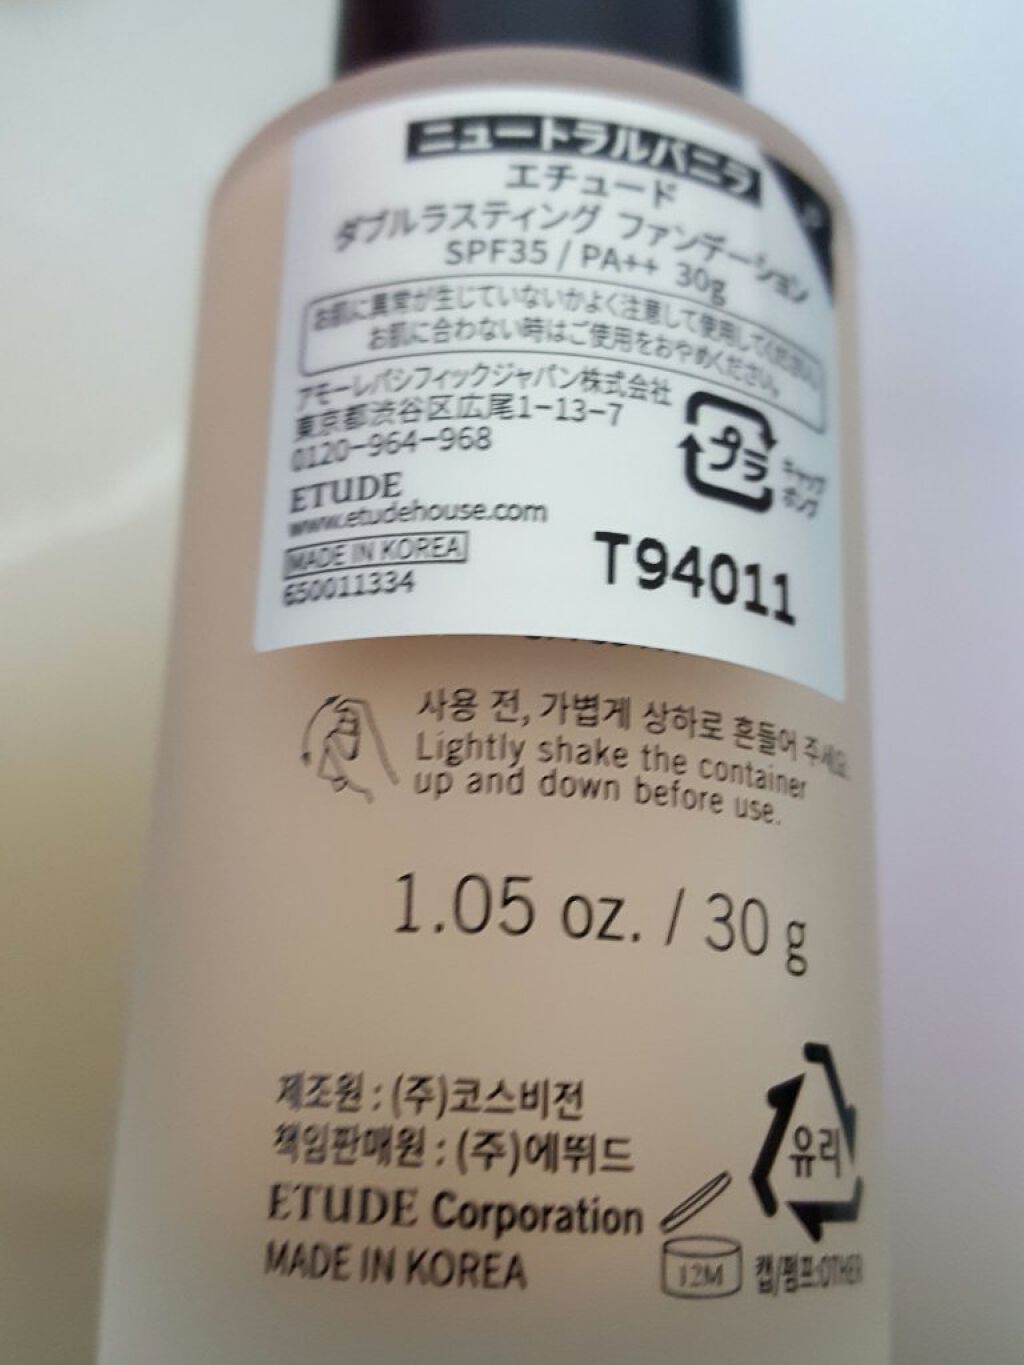 ニュートラルバニラ
エチュード
ダブルラスティング ファンデーション
SPF35 / PA++ 30g
お肌に異常が生じていないかよく注意して使用してください。
お肌に合わない時はご使用をおやめください。
アモーレパシフィックジャパン株式会社
東京都渋谷区広尾1-13-7
0120-964-968
プラ
キャップ
ポンプ
ETUDE
www.etudehouse.com
MADE IN KOREA
650011334
T94011
사용 전, 가볍게 상하로 흔들어 주세요.
Lightly shake the container
up and down before use.
1.05 oz. / 30 g
제조원 : (주)코스비전
책임판매원 : (주)에뛰드
ETUDE Corporation
MADE IN KOREA
12M
유리
캡/펌프:OTHER